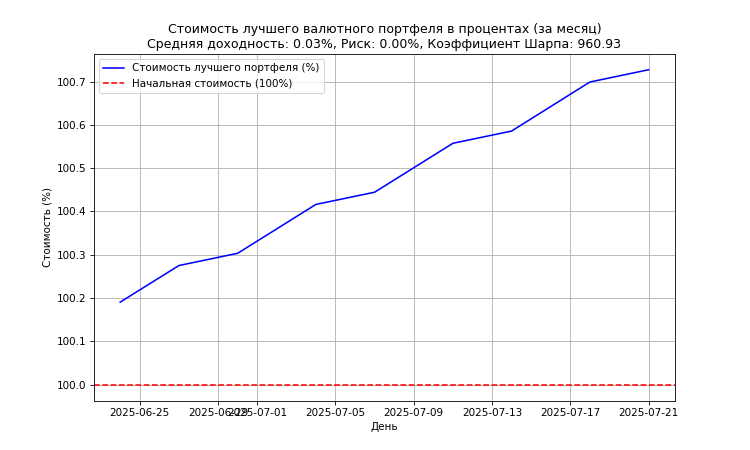 Стоимость лучшего валютного портфеля в процентах (за месяц)
Средняя доходность: 0.03%, Риск: 0.00%, Коэффициент Шарпа: 960.93
Стоимость лучшего портфеля (%)
Начальная стоимость (100%)
Стоимость (%)
100.7
100.6
100.5
100.4
100.3
100.2
100.1
100.0
2025-06-25 2025-06-29 2025-07-01 2025-07-05 2025-07-09 2025-07-13 2025-07-17 2025-07-21
День